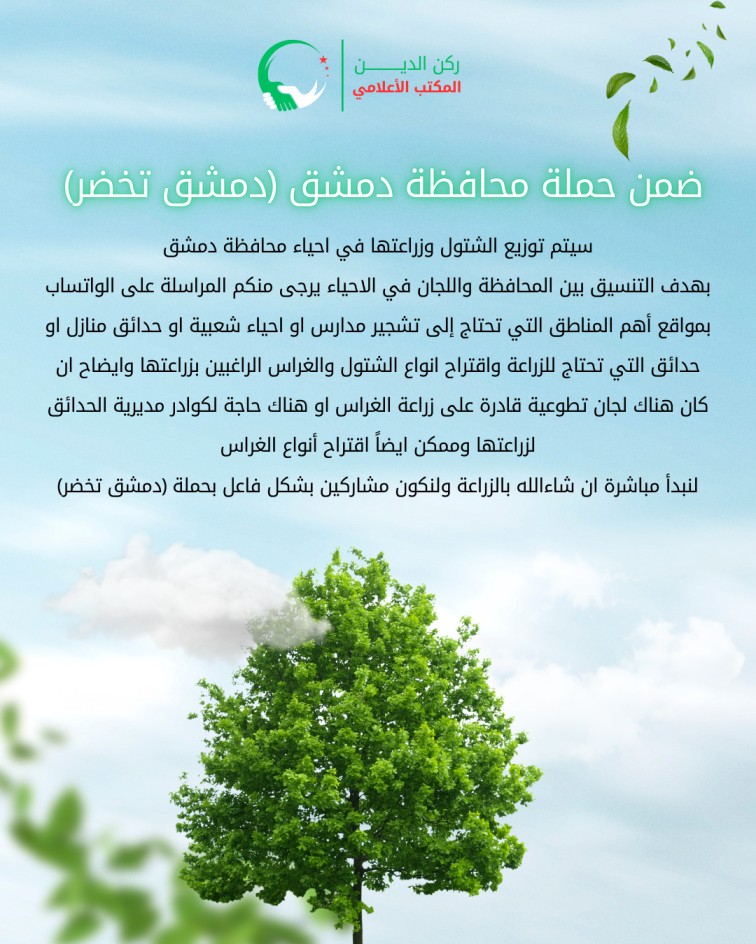 ركن الديـــــــن
المكتب الأعلامي
ضمن حملة محافظة دمشق (دمشق تخضر)
سيتم توزيع الشتول وزراعتها في احياء محافظة دمشق
بهدف التنسيق بين المحافظة واللجان في الاحياء يرجى منكم المراسلة على الواتساب
بمواقع أهم المناطق التي تحتاج إلى تشجير مدارس او احياء شعبية او حدائق منازل او
حدائق التي تحتاج للزراعة واقتراح انواع الشتول والغراس الراغبين بزراعتها وايضاح ان
كان هناك لجان تطوعية قادرة على زراعة الغراس او هناك حاجة لكوادر مديرية الحدائق
لزراعتها وممكن ايضاً اقتراح أنواع الغراس
لنبدأ مباشرة ان شاءالله بالزراعة ولنكون مشاركين بشكل فاعل بحملة (دمشق تخضر)